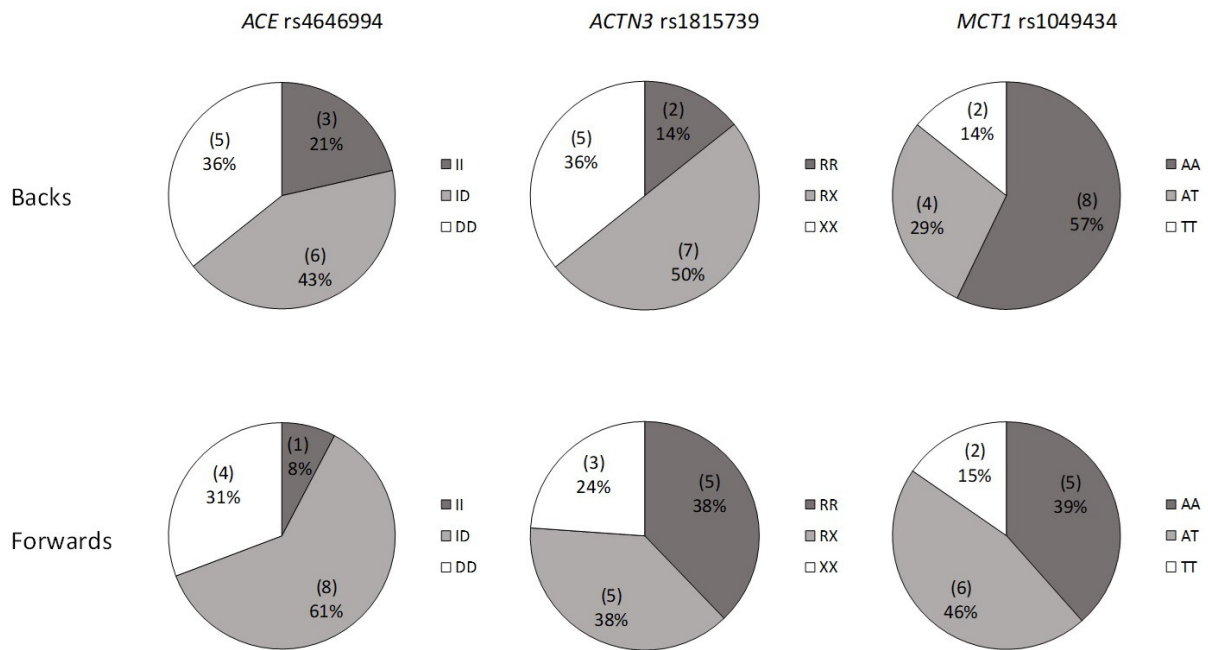 ACE rs4646994
ACTN3 rs1815739
MCT1 rs1049434
Backs
(3)
21%
(6)
43%
(5)
36%
II
ID
DD
(2)
14%
(7)
50%
(5)
36%
RR
RX
XX
(8)
57%
(4)
29%
(2)
14%
AA
AT
TT
Forwards
(1)
8%
(8)
61%
(4)
31%
II
ID
DD
(5)
38%
(5)
38%
(3)
24%
RR
RX
XX
(5)
39%
(6)
46%
(2)
15%
AA
AT
TT